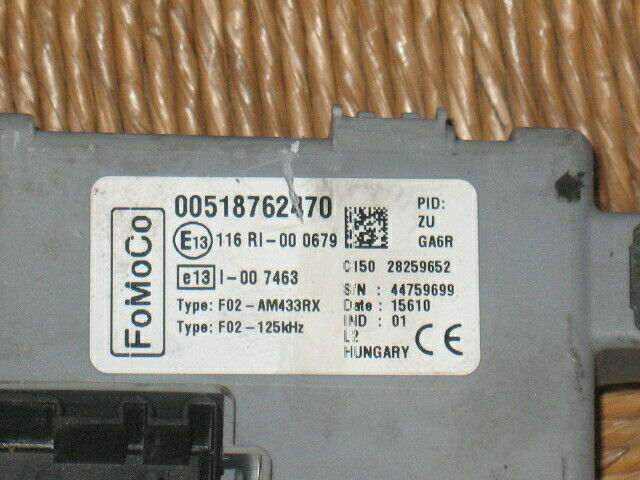 FoMoCo
00518762470
E13 116 RI-00 0679
e13 I-00 7463
Type: F02-AM433RX
Type: F02-125kHz
PID:
ZU
GA6R
C150 28259652
S/N : 44759699
Date : 15610
IND : 01
L2
HUNGARY CE